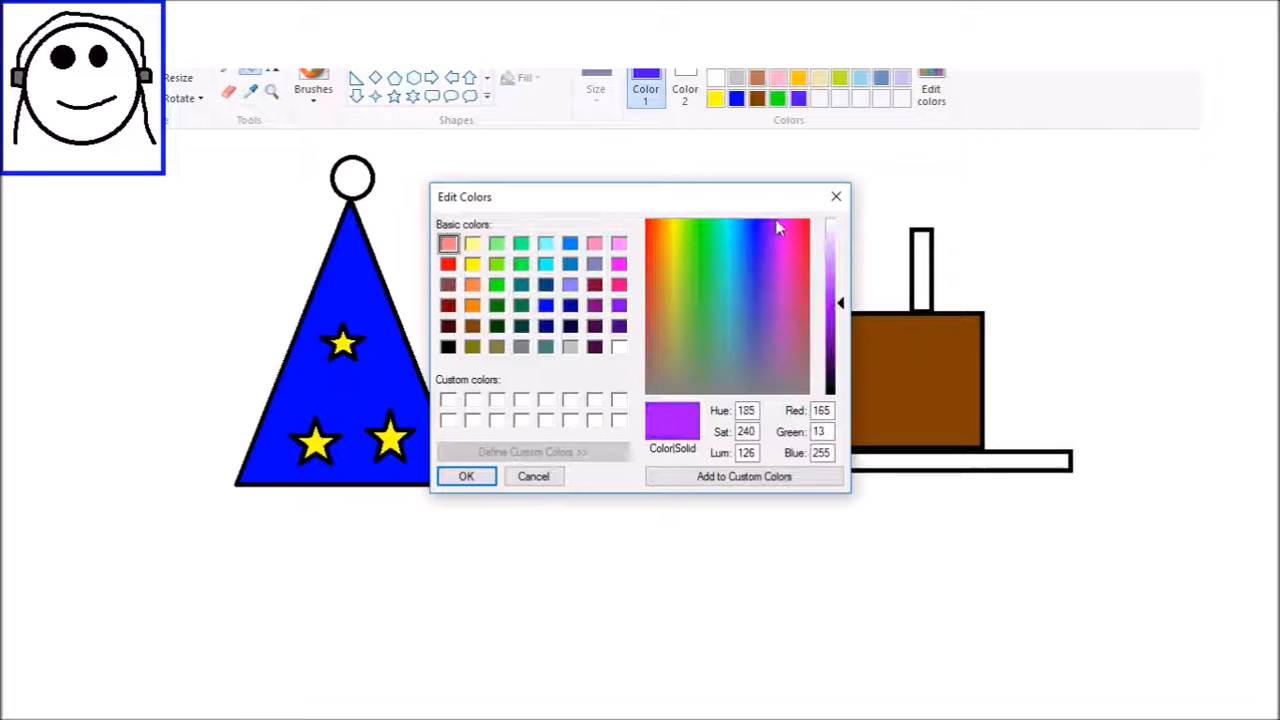 Resize
Rotate
Tools
Brushes
Shapes
Fill
Size
Color
1
Color
2
Edit
colors
Colors
Edit Colors
Basic colors:
Custom colors:
Define Custom Colors >>
OK
Cancel
Hue: 185
Sat: 240
Lum: 126
Red: 165
Green: 13
Blue: 255
Color|Solid
Add to Custom Colors